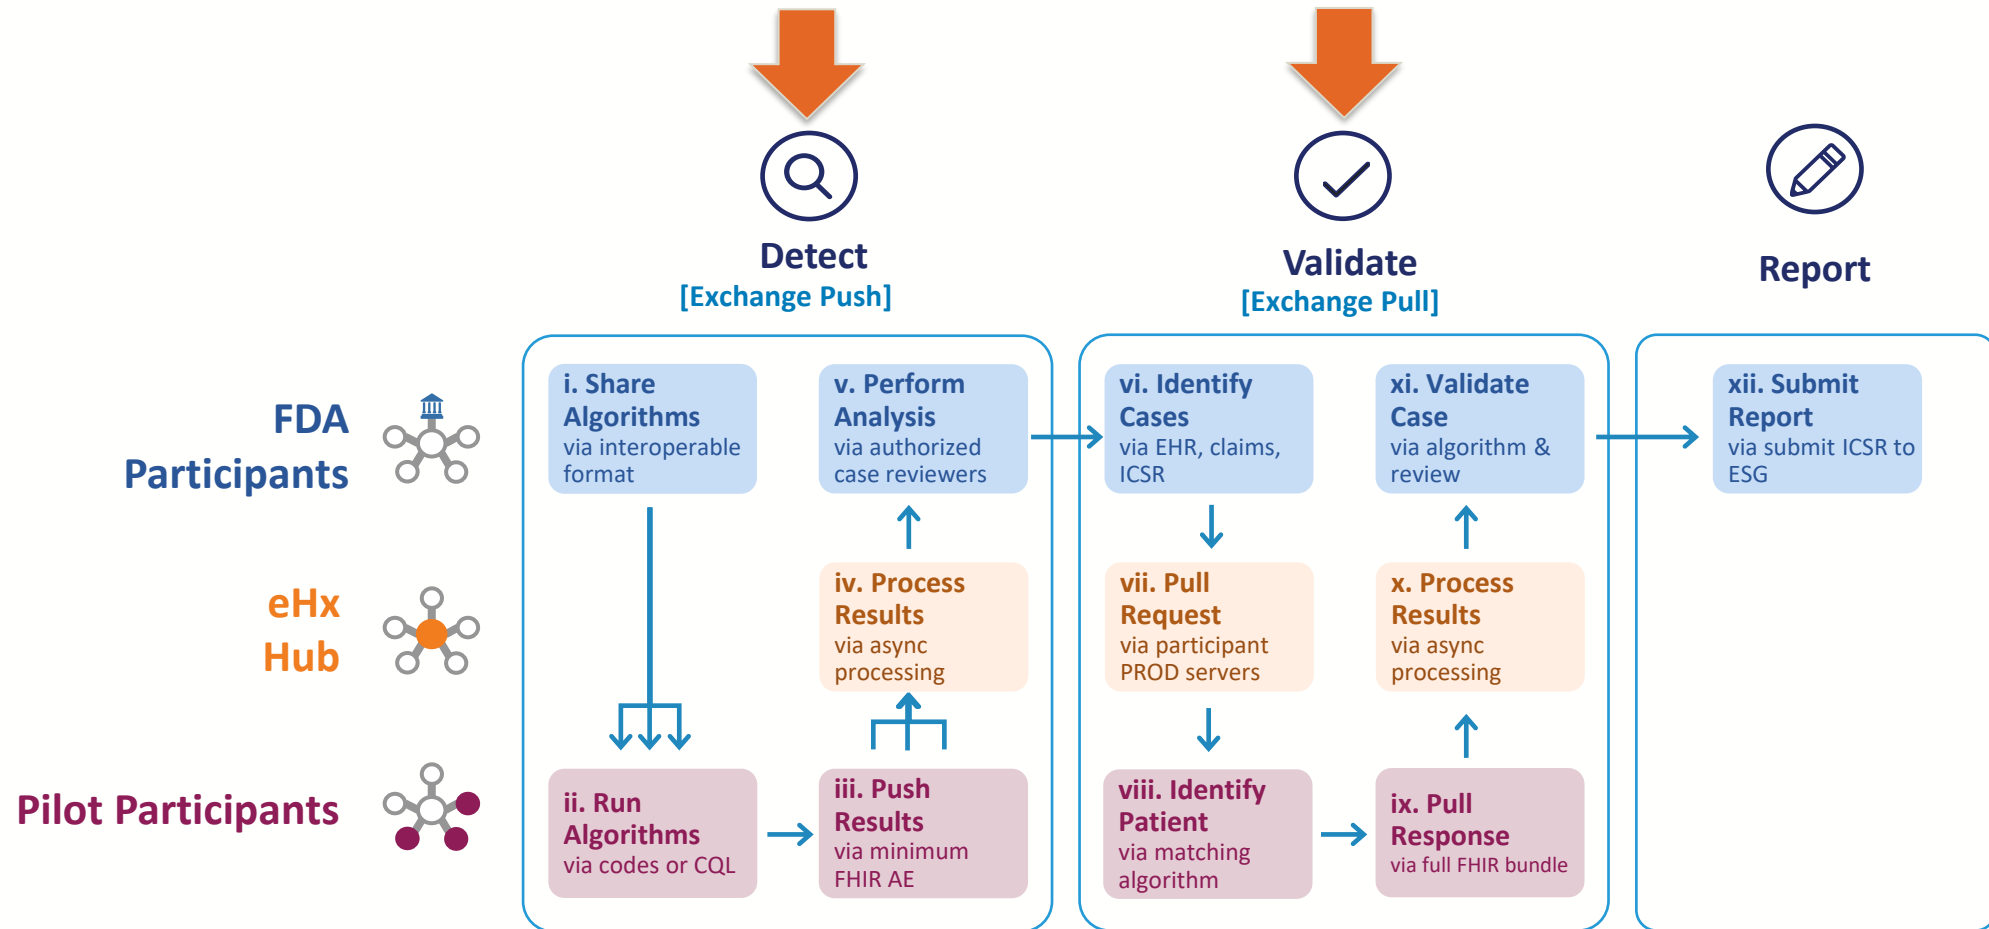 Detect
[Exchange Push]
Validate
[Exchange Pull]
Report
FDA
Participants
i. Share
Algorithms
via interoperable
format
v. Perform
Analysis
via authorized
case reviewers
vi. Identify
Cases
via EHR, claims,
ICSR
xi. Validate
Case
via algorithm &
review
xii. Submit
Report
via submit ICSR to
ESG
eHx
Hub
iv. Process
Results
via async
processing
vii. Pull
Request
via participant
PROD servers
x. Process
Results
via async
processing
Pilot Participants
ii. Run
Algorithms
via codes or CQL
iii. Push
Results
via minimum
FHIR AE
viii. Identify
Patient
via matching
algorithm
ix. Pull
Response
via full FHIR bundle